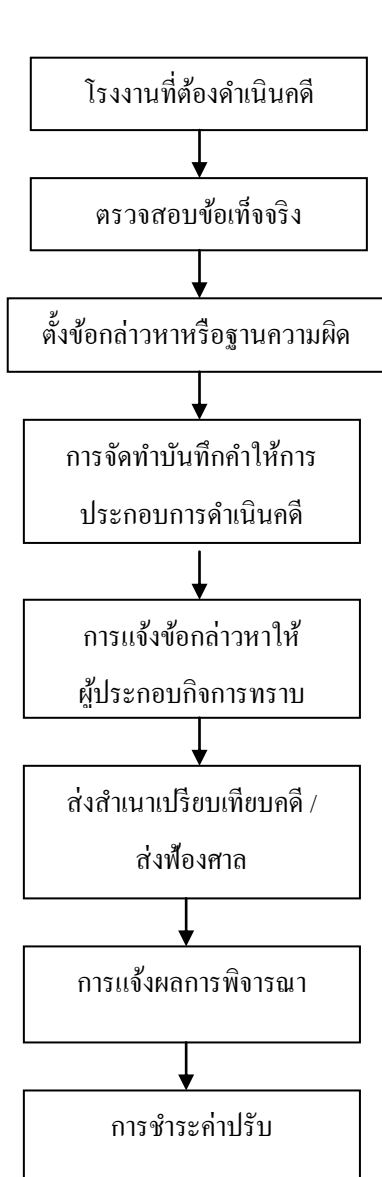 โรงงานที่ต้องดำเนินคดี
ตรวจสอบข้อเท็จจริง
ตั้งข้อกล่าวหาหรือฐานความผิด
การจัดทำบันทึกคำให้การ
ประกอบการดำเนินคดี
การแจ้งข้อกล่าวหาให้
ผู้ประกอบกิจการทราบ
ส่งสำเนาเปรียบเทียบคดี /
ส่งฟ้องศาล
การแจ้งผลการพิจารณา
การชำระค่าปรับ